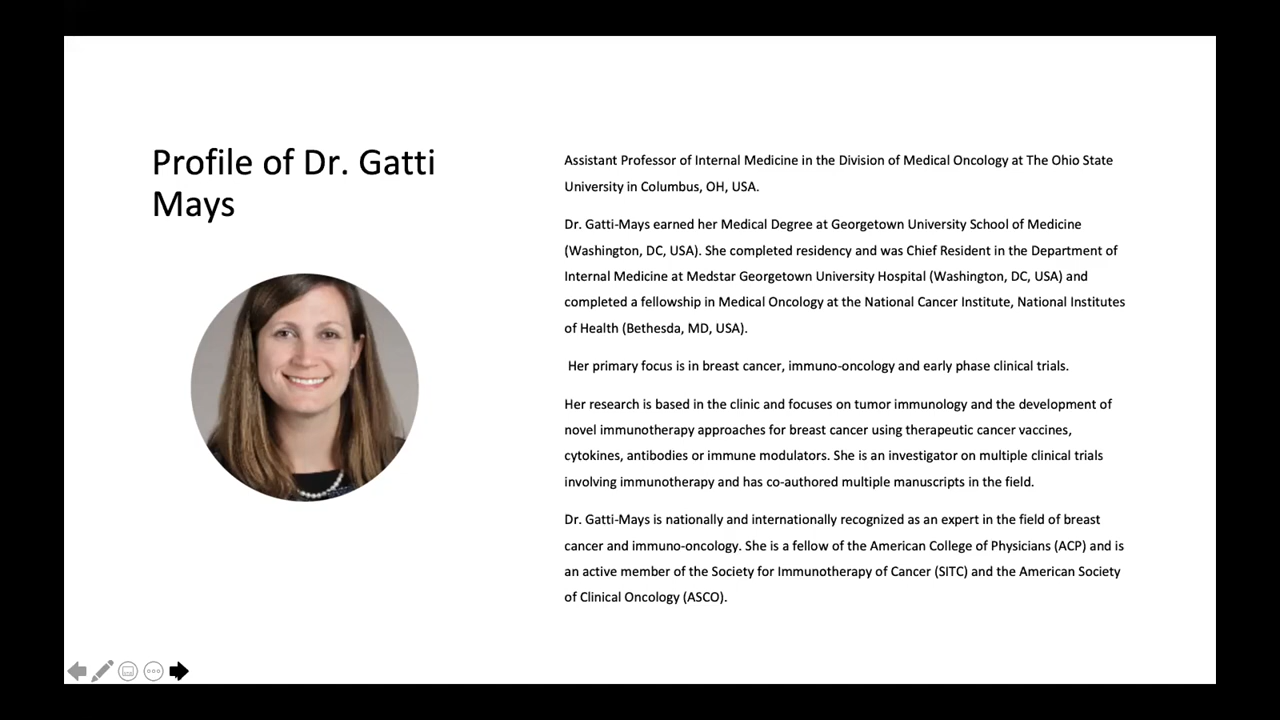 Profile of Dr. Gatti
Mays
Assistant Professor of Internal Medicine in the Division of Medical Oncology at The Ohio State
University in Columbus, OH, USA.
Dr. Gatti-Mays earned her Medical Degree at Georgetown University School of Medicine
(Washington, DC, USA). She completed residency and was Chief Resident in the Department of
Internal Medicine at Medstar Georgetown University Hospital (Washington, DC, USA) and
completed a fellowship in Medical Oncology at the National Cancer Institute, National Institutes
of Health (Bethesda, MD, USA).
Her primary focus is in breast cancer, immuno-oncology and early phase clinical trials.
Her research is based in the clinic and focuses on tumor immunology and the development of
novel immunotherapy approaches for breast cancer using therapeutic cancer vaccines,
cytokines, antibodies or immune modulators. She is an investigator on multiple clinical trials
involving immunotherapy and has co-authored multiple manuscripts in the field.
Dr. Gatti-Mays is nationally and internationally recognized as an expert in the field of breast
cancer and immuno-oncology. She is a fellow of the American College of Physicians (ACP) and is
an active member of the Society for Immunotherapy of Cancer (SITC) and the American Society
of Clinical Oncology (ASCO).